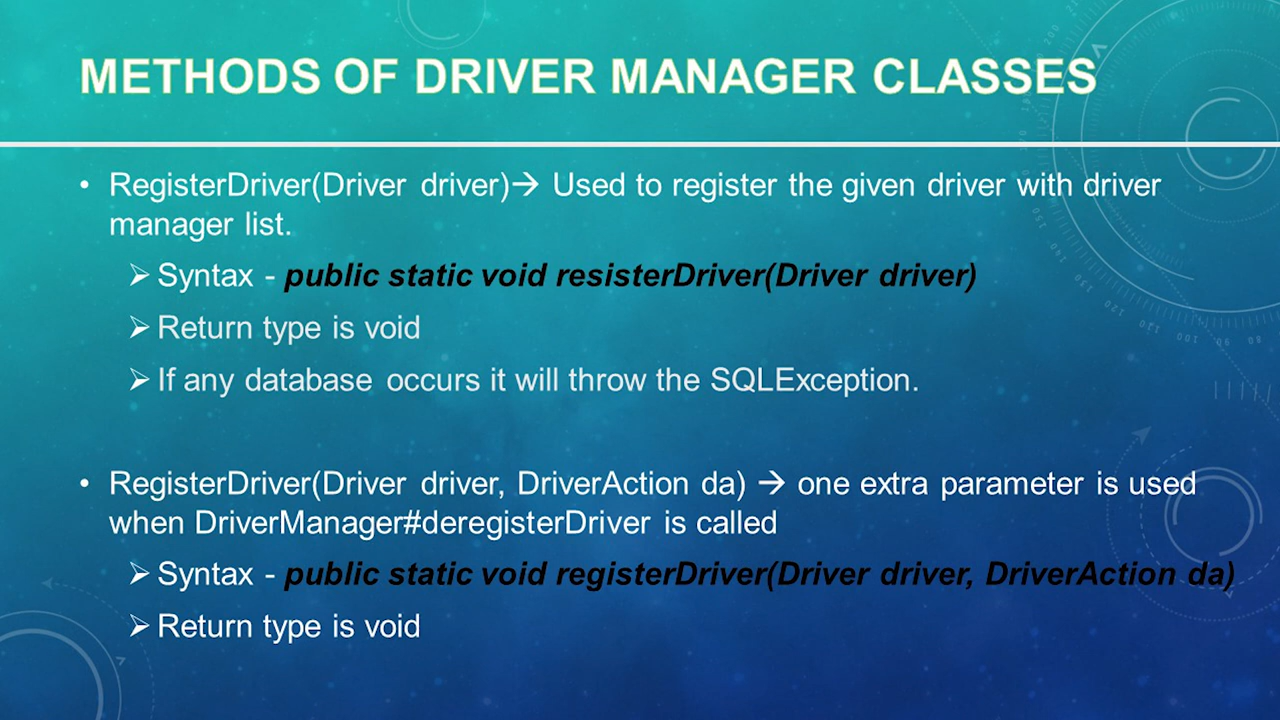 METHODS OF DRIVER MANAGER CLASSES
• RegisterDriver(Driver driver)→ Used to register the given driver with driver
manager list.
➢ Syntax - public static void resisterDriver(Driver driver)
➢ Return type is void
➢ If any database occurs it will throw the SQLException.
• RegisterDriver(Driver driver, DriverAction da) → one extra parameter is used
when DriverManager#deregisterDriver is called
➢ Syntax - public static void registerDriver(Driver driver, DriverAction da)
➢ Return type is void